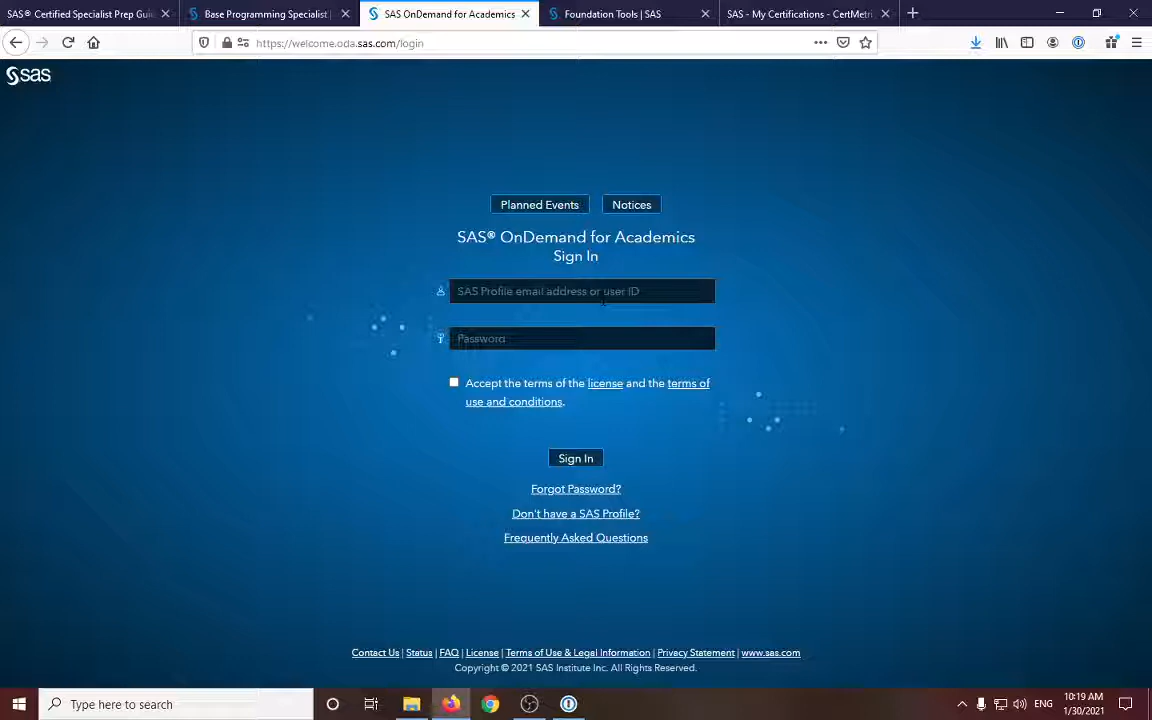 SAS® Certified Specialist Prep Gui
Base Programming Specialist
SAS OnDemand for Academics
Foundation Tools | SAS
SAS - My Certifications - CertMetri
https://welcome.oda.sas.com/login
sas
Planned Events
Notices
SAS® OnDemand for Academics
Sign In
SAS Profile email address or user ID
Password
Accept the terms of the license and the terms of
use and conditions.
Sign In
Forgot Password?
Don't have a SAS Profile?
Frequently Asked Questions
Contact Us | Status | FAQ | License | Terms of Use & Legal Information | Privacy Statement | www.sas.com
Copyright © 2021 SAS Institute Inc. All Rights Reserved.
Type here to search
ENG
10:19 AM
1/30/2021